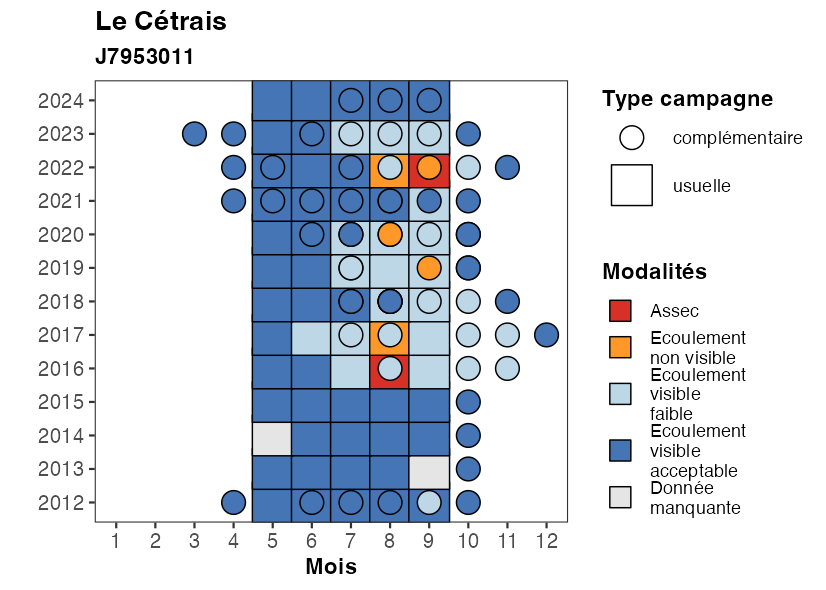 Le Cétrais
J7953011
2024
2023
2022
2021
2020
2019
2018
2017
2016
2015
2014
2013
2012
1 2 3 4 5 6 7 8 9 10 11 12
Mois
Type campagne
complémentaire
usuelle
Modalités
Assec
Ecoulement
non visible
Ecoulement
visible
faible
Ecoulement
visible
acceptable
Donnée
manquante